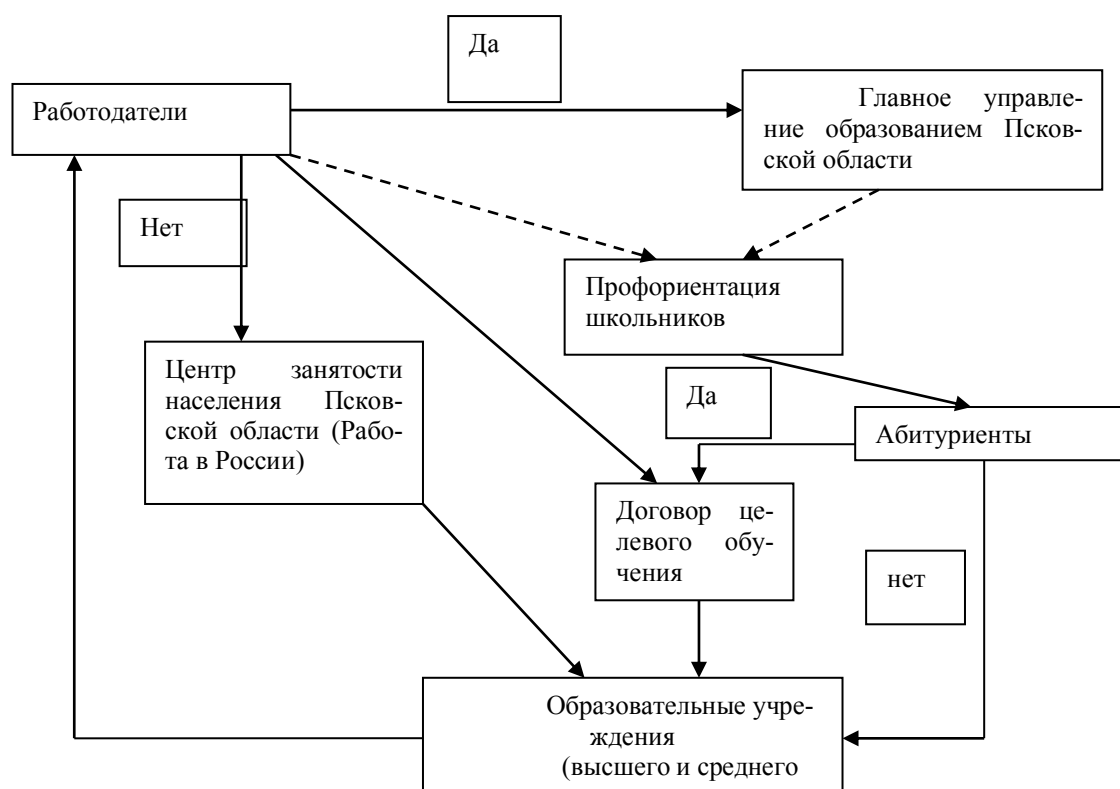 Да
Работодатели
Главное управле-
ние образованием Псков-
ской области
Нет
Профориентация
школьников
Центр занятости
населения Псков-
ской области (Рабо-
та в России)
Да
Абитуриенты
Договор це-
левого обу-
чения
нет
Образовательные учре-
ждения
(высшего и среднего